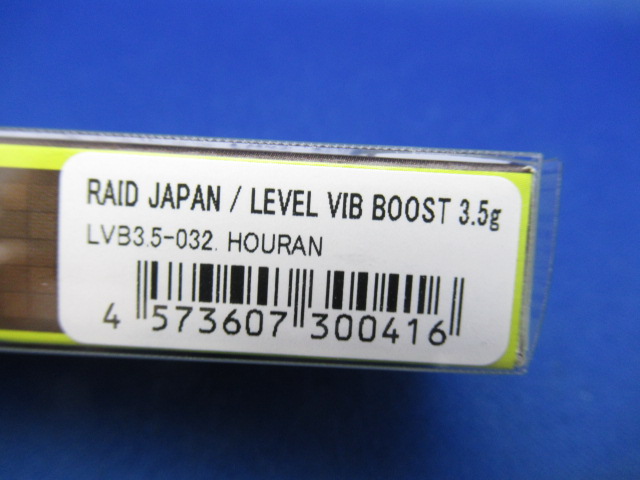 RAID JAPAN / LEVEL VIB BOOST 3.5g
LVB3.5-032. HOURAN
4 573607 300416